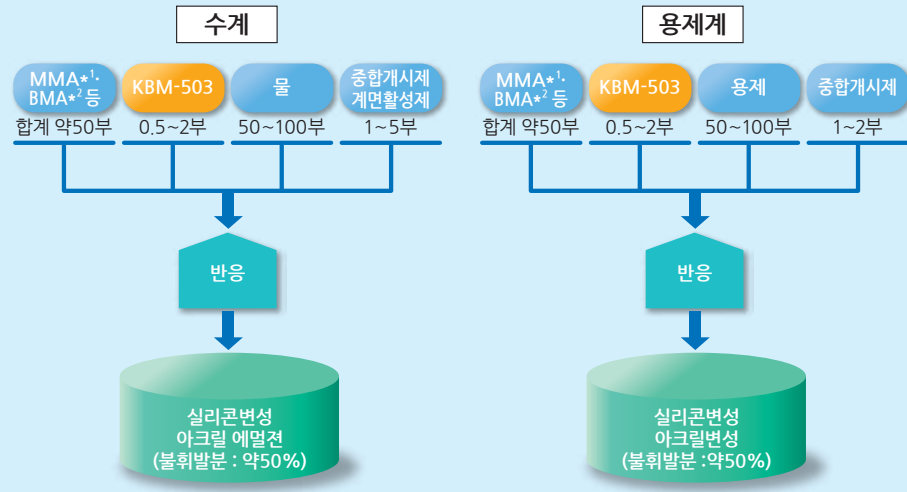 수계
MMA*1·
BMA*2 등
KBM-503
물
중합개시제
계면활성제
합계 약50부
0.5~2부
50~100부
1~5부
반응
실리콘변성
아크릴 에멀젼
(불휘발분 : 약50%)
용제계
MMA*1·
BMA*2 등
KBM-503
용제
중합개시제
합계 약50부
0.5~2부
50~100부
1~2부
반응
실리콘변성
아크릴변성
(불휘발분 : 약50%)